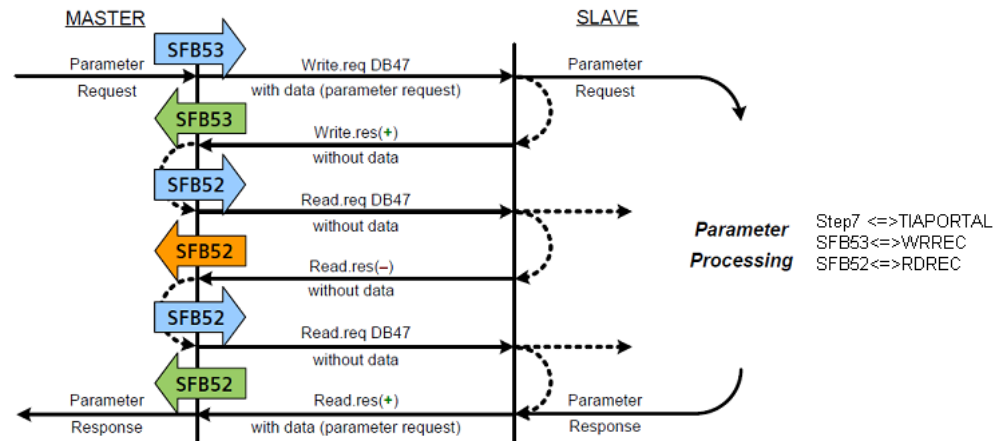 MASTER
SLAVE
SFB53
Parameter
Request
Write.req DB47
with data (parameter request)
Parameter
Request
SFB53
Write.res(+)
without data
SFB52
Read.req DB47
without data
Parameter
Processing
Step7 <=>TIAPORTAL
SFB53<=>WRREC
SFB52<=>RDREC
SFB52
Read.res(–)
without data
SFB52
Read.req DB47
without data
SFB52
Parameter
Response
Read.res(+)
with data (parameter request)
Parameter
Response